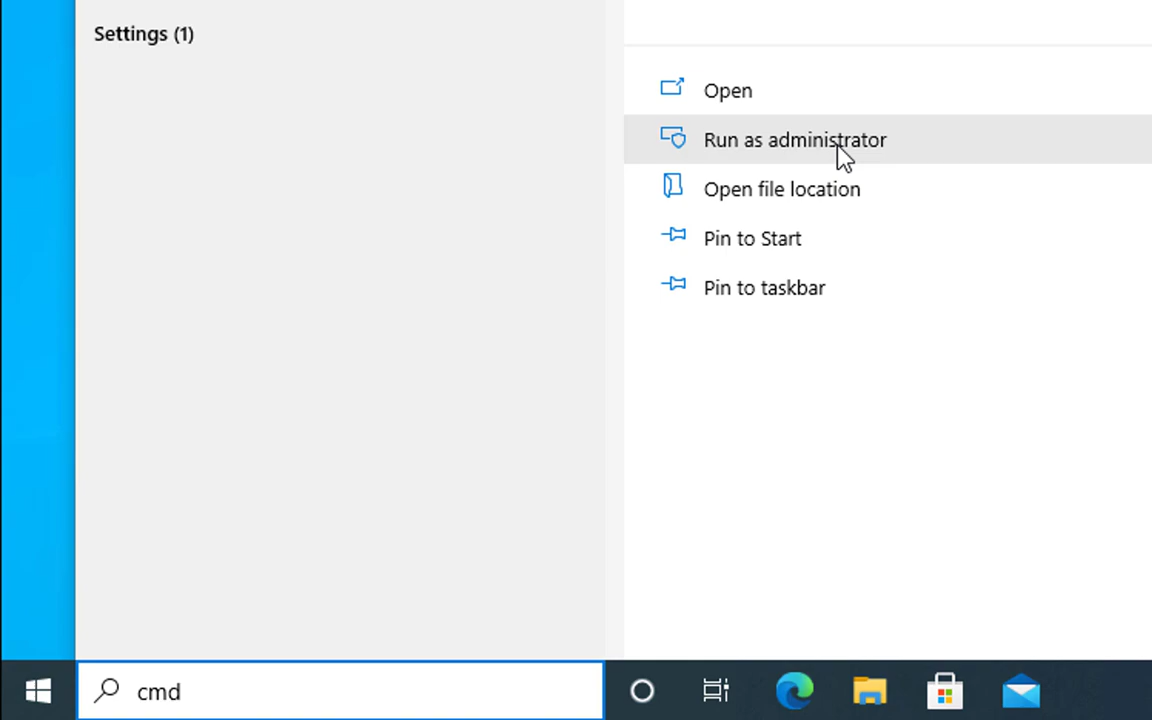 Settings (1)
Open
Run as administrator
Open file location
Pin to Start
Pin to taskbar
cmd